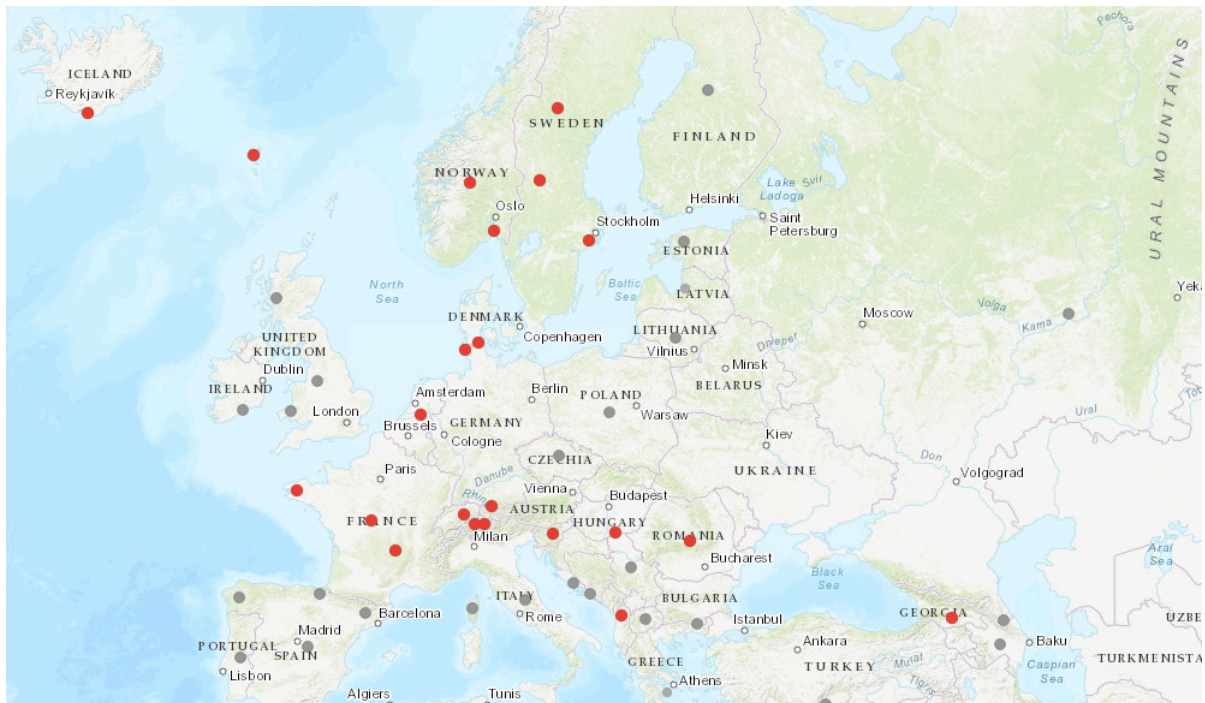 Pechora
ICELAND
Reykjavík
SWEDEN
FINLAND
URAL MOUNTAINS
NORWAY
Lake
Ladoga
Svir
Oslo
Helsinki
Stockholm
Saint
Petersburg
ESTONIA
North
Sea
Baltic
Sea
LATVIA
Yeka
Volga
Kama
DENMARK
Copenhagen
LITHUANIA
Vilnius
Moscow
Dnieper
UNITED
KINGDOM
Dublin
IRELAND
Minsk
BELARUS
Amsterdam
Berlin
POLAND
Warsaw
London
Brussels
GERMANY
Cologne
Ural
Tob
Kiev
Don
CZECHIA
UKRAINE
Volgograd
Paris
Danube
Rhin
Vienna
Budapest
AUSTRIA
HUNGARY
FRANCE
Milan
ROMANIA
Bucharest
Aral
Sea
Black
Sea
ITALY
Rome
BULGARIA
Istanbul
GEORGIA
UZBE
Barcelona
Madrid
PORTUGAL
SPAIN
Lisbon
Ankara
Baku
TURKEY
Murat
Tigris
Caspian
Sea
TURKMENISTA
GREECE
Athens
Algiers
Tunis